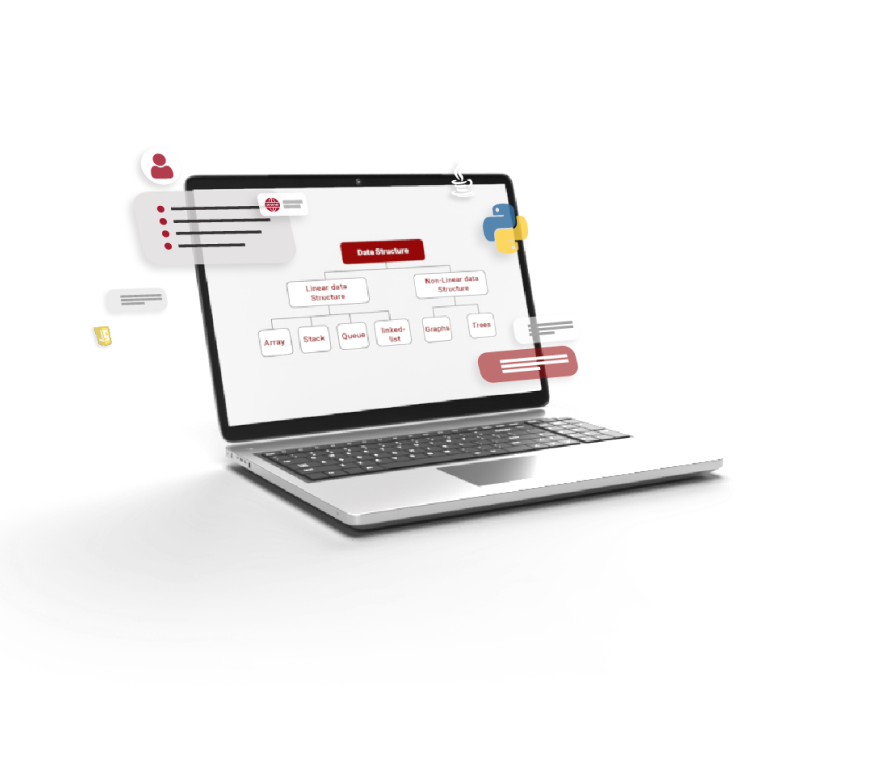 Data Structure
Linear data
Structure
Non-Linear data
Structure
Array
Stack
Queue
linked-
list
Graphs
Trees